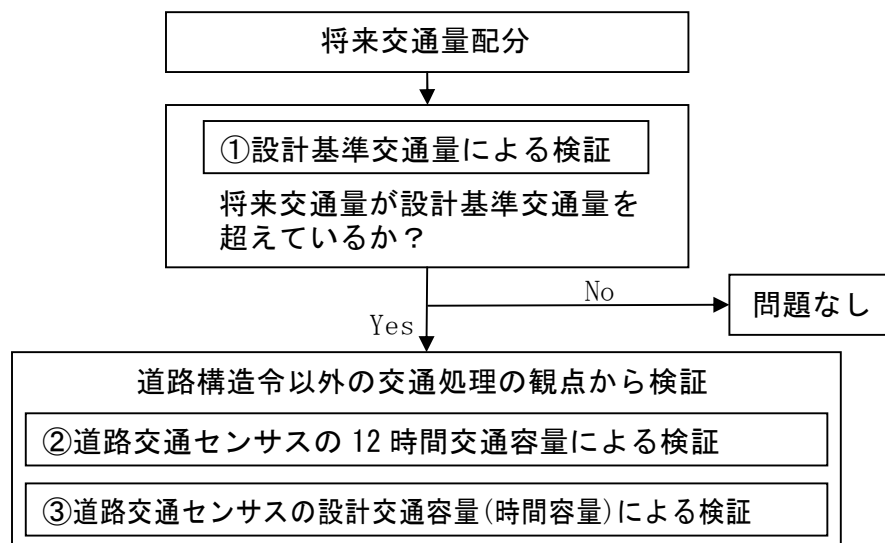 将来交通量配分
①設計基準交通量による検証
将来交通量が設計基準交通量を
超えているか？
No
問題なし
Yes
道路構造令以外の交通処理の観点から検証
②道路交通センサスの 12 時間交通容量による検証
③道路交通センサスの設計交通容量(時間容量)による検証